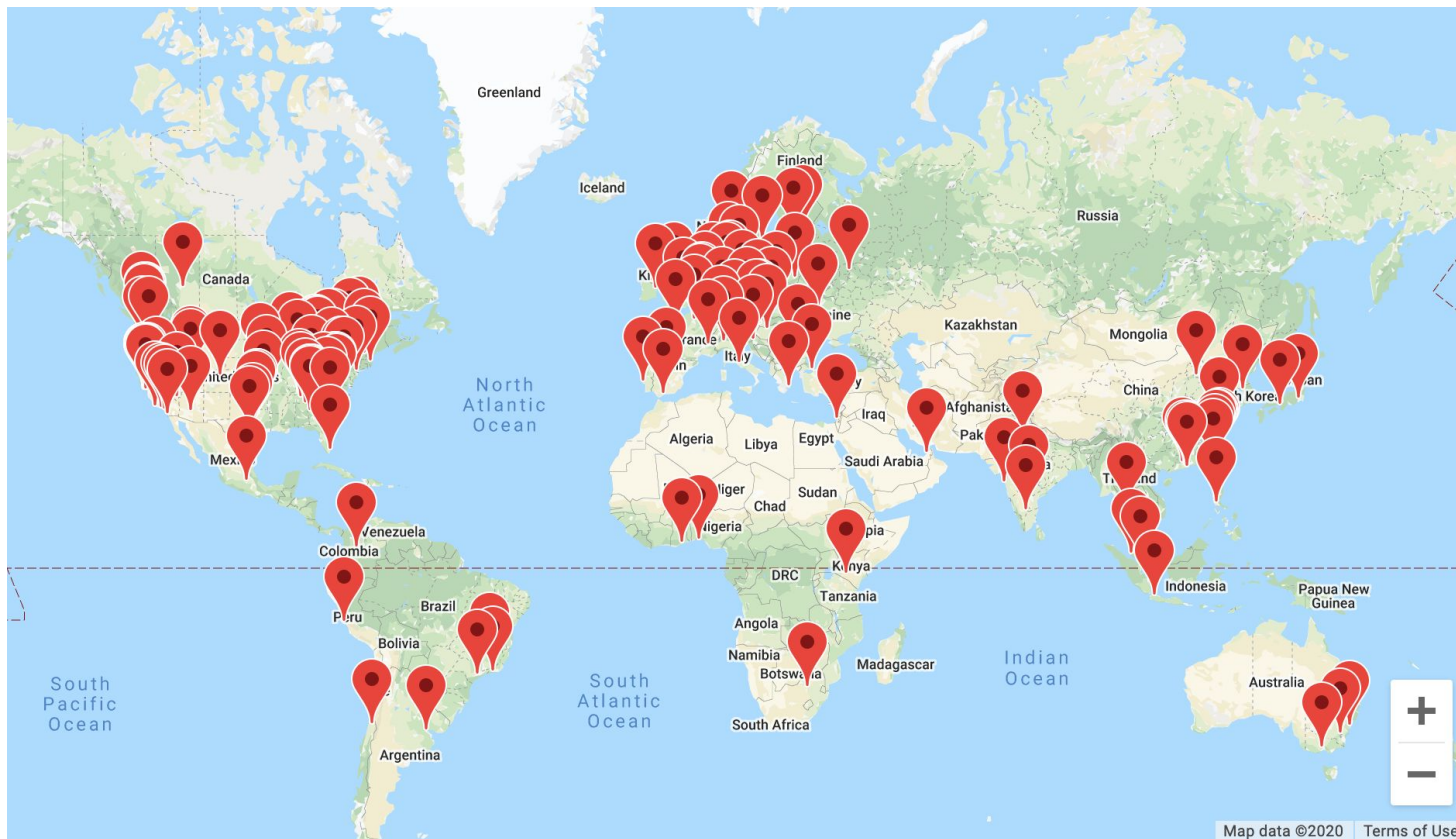 Greenland
Finland
Iceland
Russia
Canada
Kazakhstan
Mongolia
Italy
North
Atlantic
Ocean
China
Afghanista
Iraq
Algeria
Libya
Egypt
Pak
Saudi Arabia
Mexi
Niger
Sudan
Chad
Nigeria
Venezuela
Colombia
DRC
Kenya
Indonesia
Tanzania
Papua New
Guinea
Brazil
Peru
Angola
Bolivia
Namibia
Madagascar
Botswana
Indian
Ocean
South
Pacific
Ocean
South
Atlantic
Ocean
Australia
South Africa
Argentina
+
−
Map data ©2020
Terms of Use